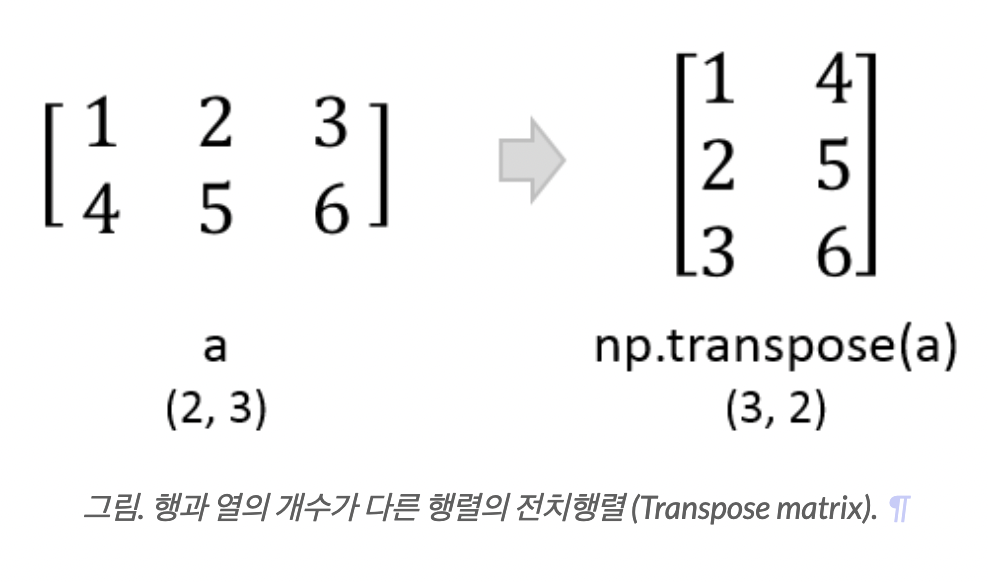 1 2 3
4 5 6
a
(2, 3)
1 4
2 5
3 6
np.transpose(a)
(3, 2)
그림. 행과 열의 개수가 다른 행렬의 전치행렬 (Transpose matrix). ¶